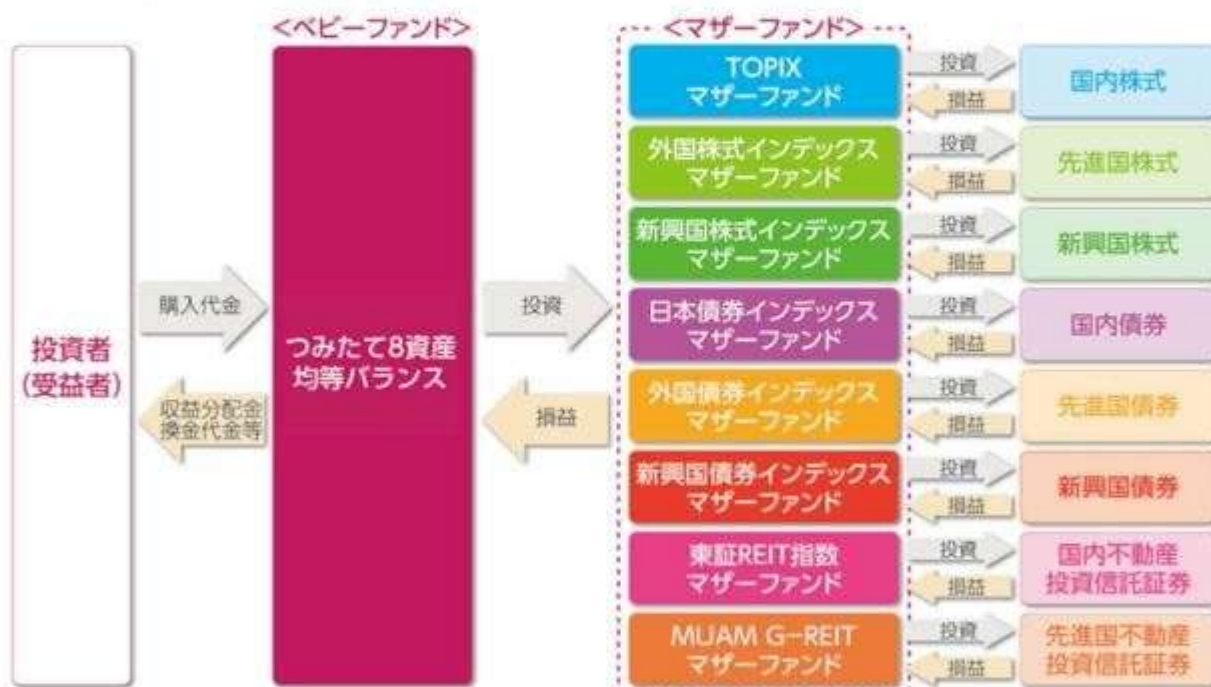 <ベビーファンド>
<マザーファンド>
投資者
(受益者)
購入代金
収益分配金
換金代金等
つみたて8資産
均等バランス
投資
損益
TOPIX
マザーファンド
投資
損益
国内株式
外国株式インデックス
マザーファンド
投資
損益
先進国株式
新興国株式インデックス
マザーファンド
投資
損益
新興国株式
日本債券インデックス
マザーファンド
投資
損益
国内債券
外国債券インデックス
マザーファンド
投資
損益
先進国債券
新興国債券インデックス
マザーファンド
投資
損益
新興国債券
東証REIT指数
マザーファンド
投資
損益
国内不動産
投資信託証券
MUAM G-REIT
マザーファンド
投資
損益
先進国不動産
投資信託証券